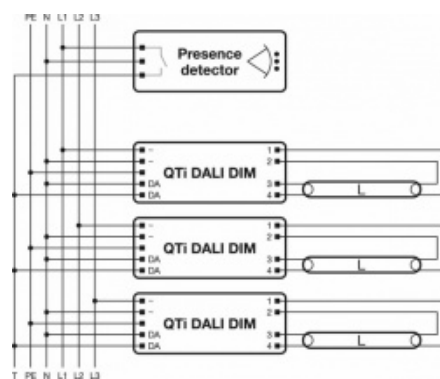 PE N L1 L2 L3
Presence
detector
~ 1
~ 2
QTi DALI DIM
DA 3
DA 4
L
~ 1
~ 2
QTi DALI DIM
DA 3
DA 4
L
~ 1
~ 2
QTi DALI DIM
DA 3
DA 4
L
T PE N L1 L2 L3